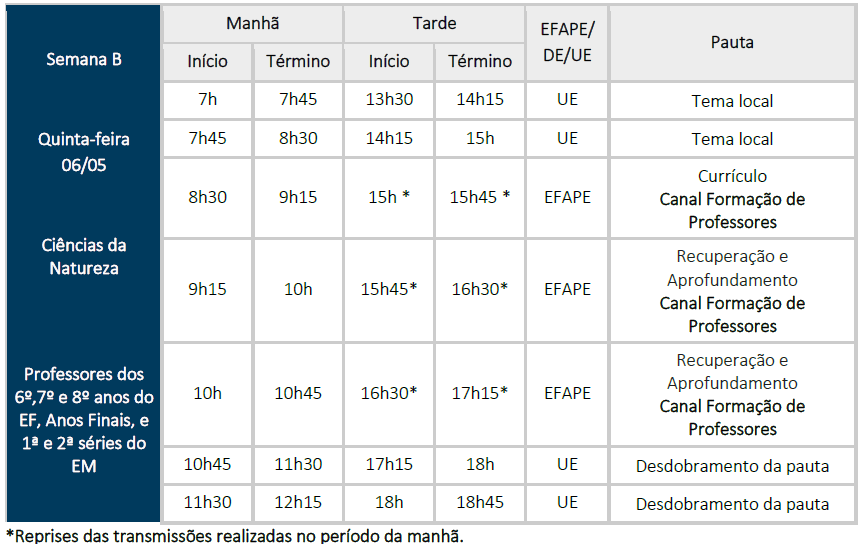 Semana B
Manhã Tarde EFAPE/ DE/UE Pauta
Início Término Início Término
Quinta-feira
06/05
Ciências da
Natureza
Professores dos
6º,7º e 8º anos do
EF, Anos Finais, e
1ª e 2ª séries do
EM
7h 7h45 13h30 14h15 UE Tema local
7h45 8h30 14h15 15h UE Tema local
8h30 9h15 15h * 15h45 * EFAPE Currículo
Canal Formação de
Professores
9h15 10h 15h45* 16h30* EFAPE Recuperação e
Aprofundamento
Canal Formação de
Professores
10h 10h45 16h30* 17h15* EFAPE Recuperação e
Aprofundamento
Canal Formação de
Professores
10h45 11h30 17h15 18h UE Desdobramento da pauta
11h30 12h15 18h 18h45 UE Desdobramento da pauta
*Reprises das transmissões realizadas no período da manhã.